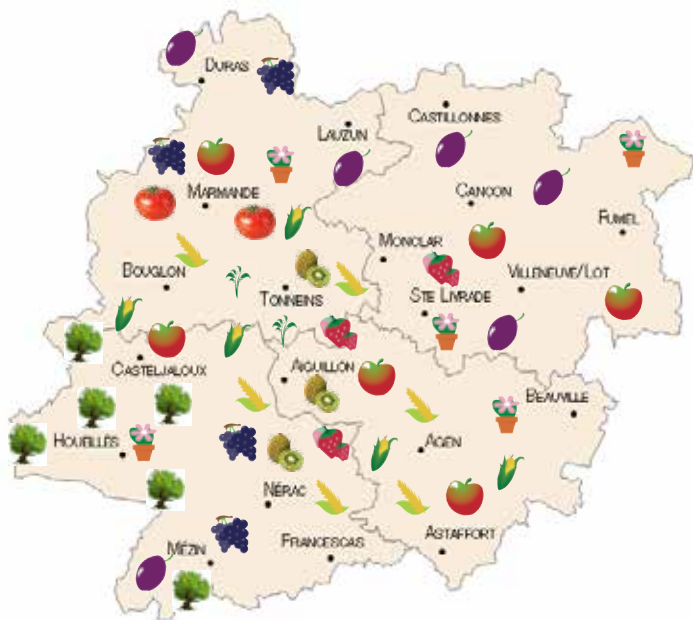 DURAS
LAUZUN
CASTILLONNES
MARMANDE
CANCON
FUMEL
MONCLAR
BOUGLON
TONNEINS
VILLENEUVE/LOT
STE LIVRADE
CASTELJALOUX
AIGUILLON
BEAUVILLE
HOUEILLÈS
AGEN
NÉRAC
MÉZIN
FRANCESCAS
ASTAFFORT